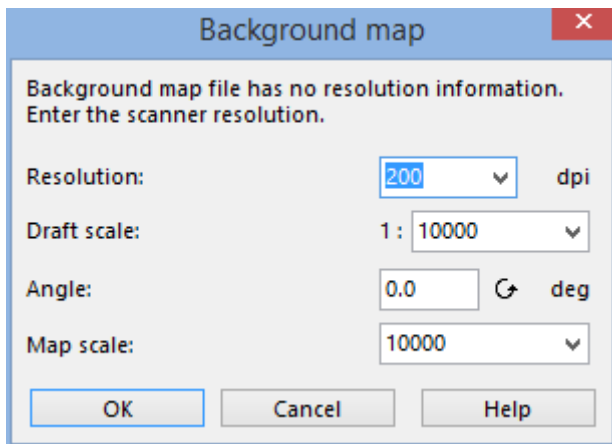 Background map
Background map file has no resolution information.
Enter the scanner resolution.
Resolution: 200 dpi
Draft scale: 1 : 10000
Angle: 0.0 deg
Map scale: 10000
OK Cancel Help